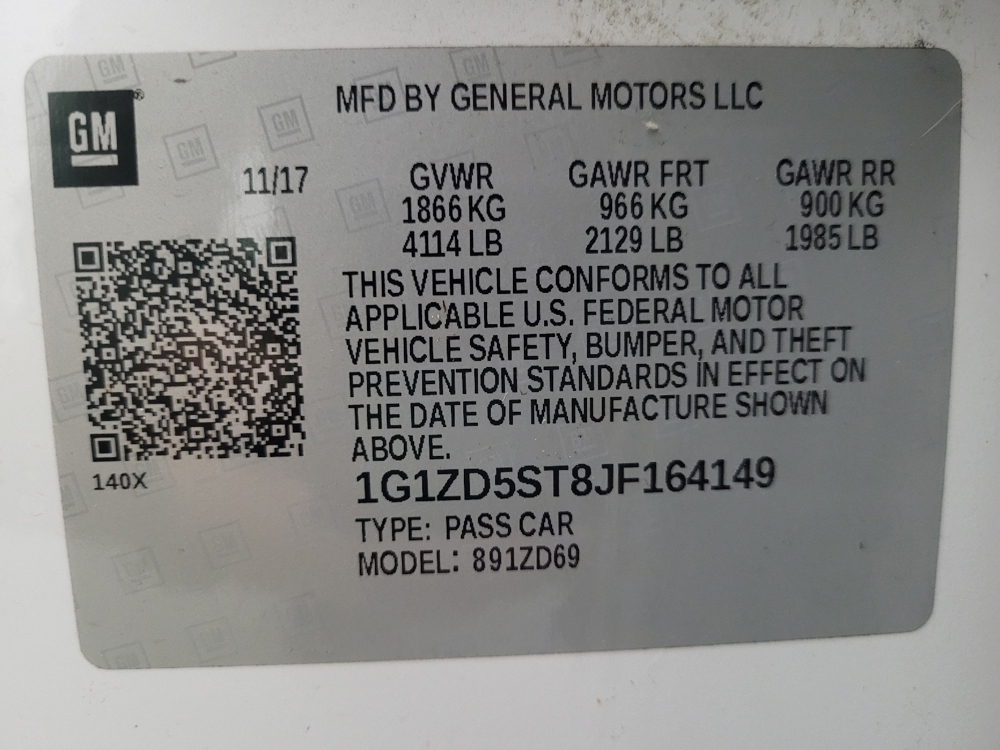 GM
MFD BY GENERAL MOTORS LLC
11/17
GVWR GAWR FRT GAWR RR
1866 KG 966 KG 900 KG
4114 LB 2129 LB 1985 LB
THIS VEHICLE CONFORMS TO ALL
APPLICABLE U.S. FEDERAL MOTOR
VEHICLE SAFETY, BUMPER, AND THEFT
PREVENTION STANDARDS IN EFFECT ON
THE DATE OF MANUFACTURE SHOWN
ABOVE.
140X
1G1ZD5ST8JF164149
TYPE: PASS CAR
MODEL: 891ZD69